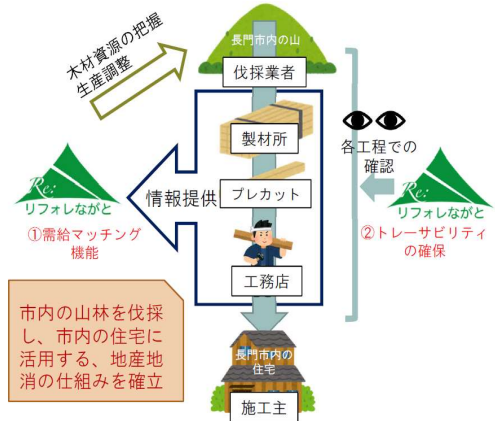 木材資源の把握
生産調整
長門市内の山
伐採業者
製材所
プレカット
工務店
長門市内の
住宅
施工主
情報提供
Re:
リフォレながと
①需給マッチング
機能
各工程での
確認
Re:
リフォレながと
②トレーサビリティ
の確保
市内の山林を伐採
し、市内の住宅に
活用する、地産地
消の仕組みを確立